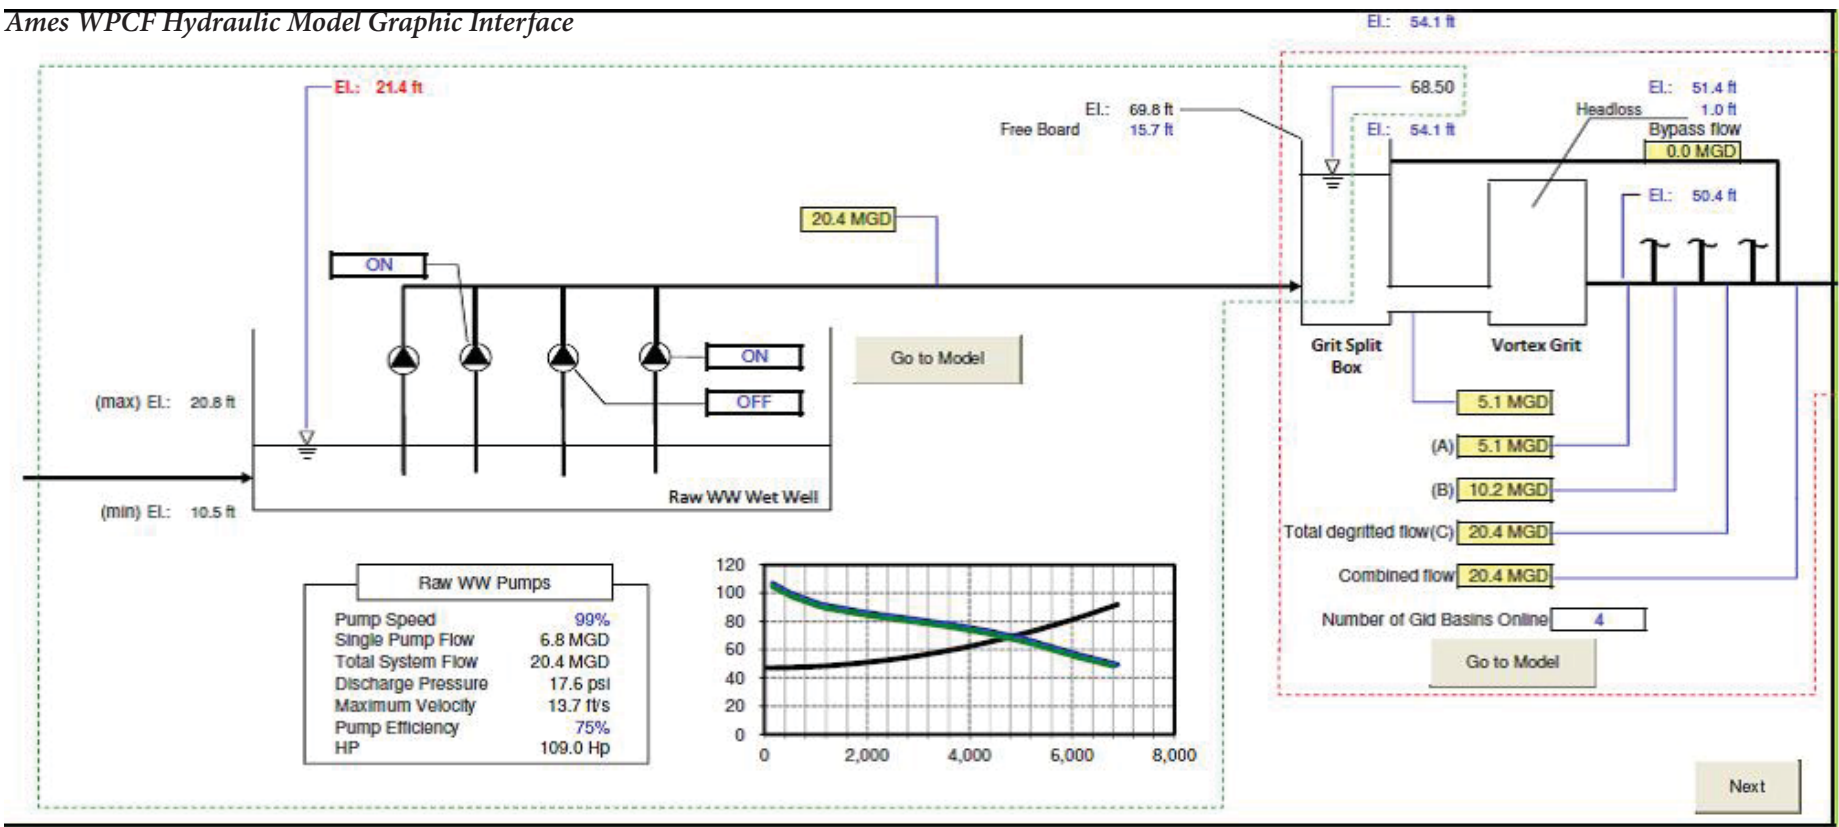 Ames WPCF Hydraulic Model Graphic Interface
El.: 54.1 ft
El.: 21.4 ft
68.50
El.: 51.4 ft
El.: 69.8 ft
Headloss 1.0 ft
Free Board 15.7 ft
El.: 54.1 ft
Bypass flow
0.0 MGD
El.: 50.4 ft
20.4 MGD
ON
Grit Split
Box
Vortex Grit
ON
Go to Model
OFF
(max) El.: 20.8 ft
5.1 MGD
(A) 5.1 MGD
(B) 10.2 MGD
Raw WW Wet Well
(min) El.: 10.5 ft
Total degritted flow(C) 20.4 MGD
Combined flow 20.4 MGD
Number of Gid Basins Online 4
Go to Model
Raw WW Pumps
Pump Speed 99%
Single Pump Flow 6.8 MGD
Total System Flow 20.4 MGD
Discharge Pressure 17.6 psi
Maximum Velocity 13.7 ft/s
Pump Efficiency 75%
HP 109.0 Hp
120
100
80
60
40
20
0
0 2,000 4,000 6,000 8,000
Next